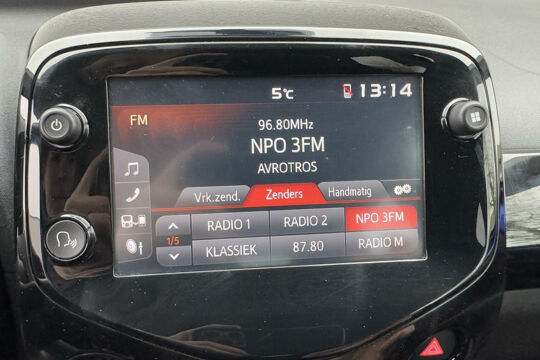 5°C 13:14
FM
96.80MHz
NPO 3FM
AVROTROS
Vrk.zend. Zenders Handmatig
1/5
RADIO 1 RADIO 2 NPO 3FM
KLASSIEK 87.80 RADIO M